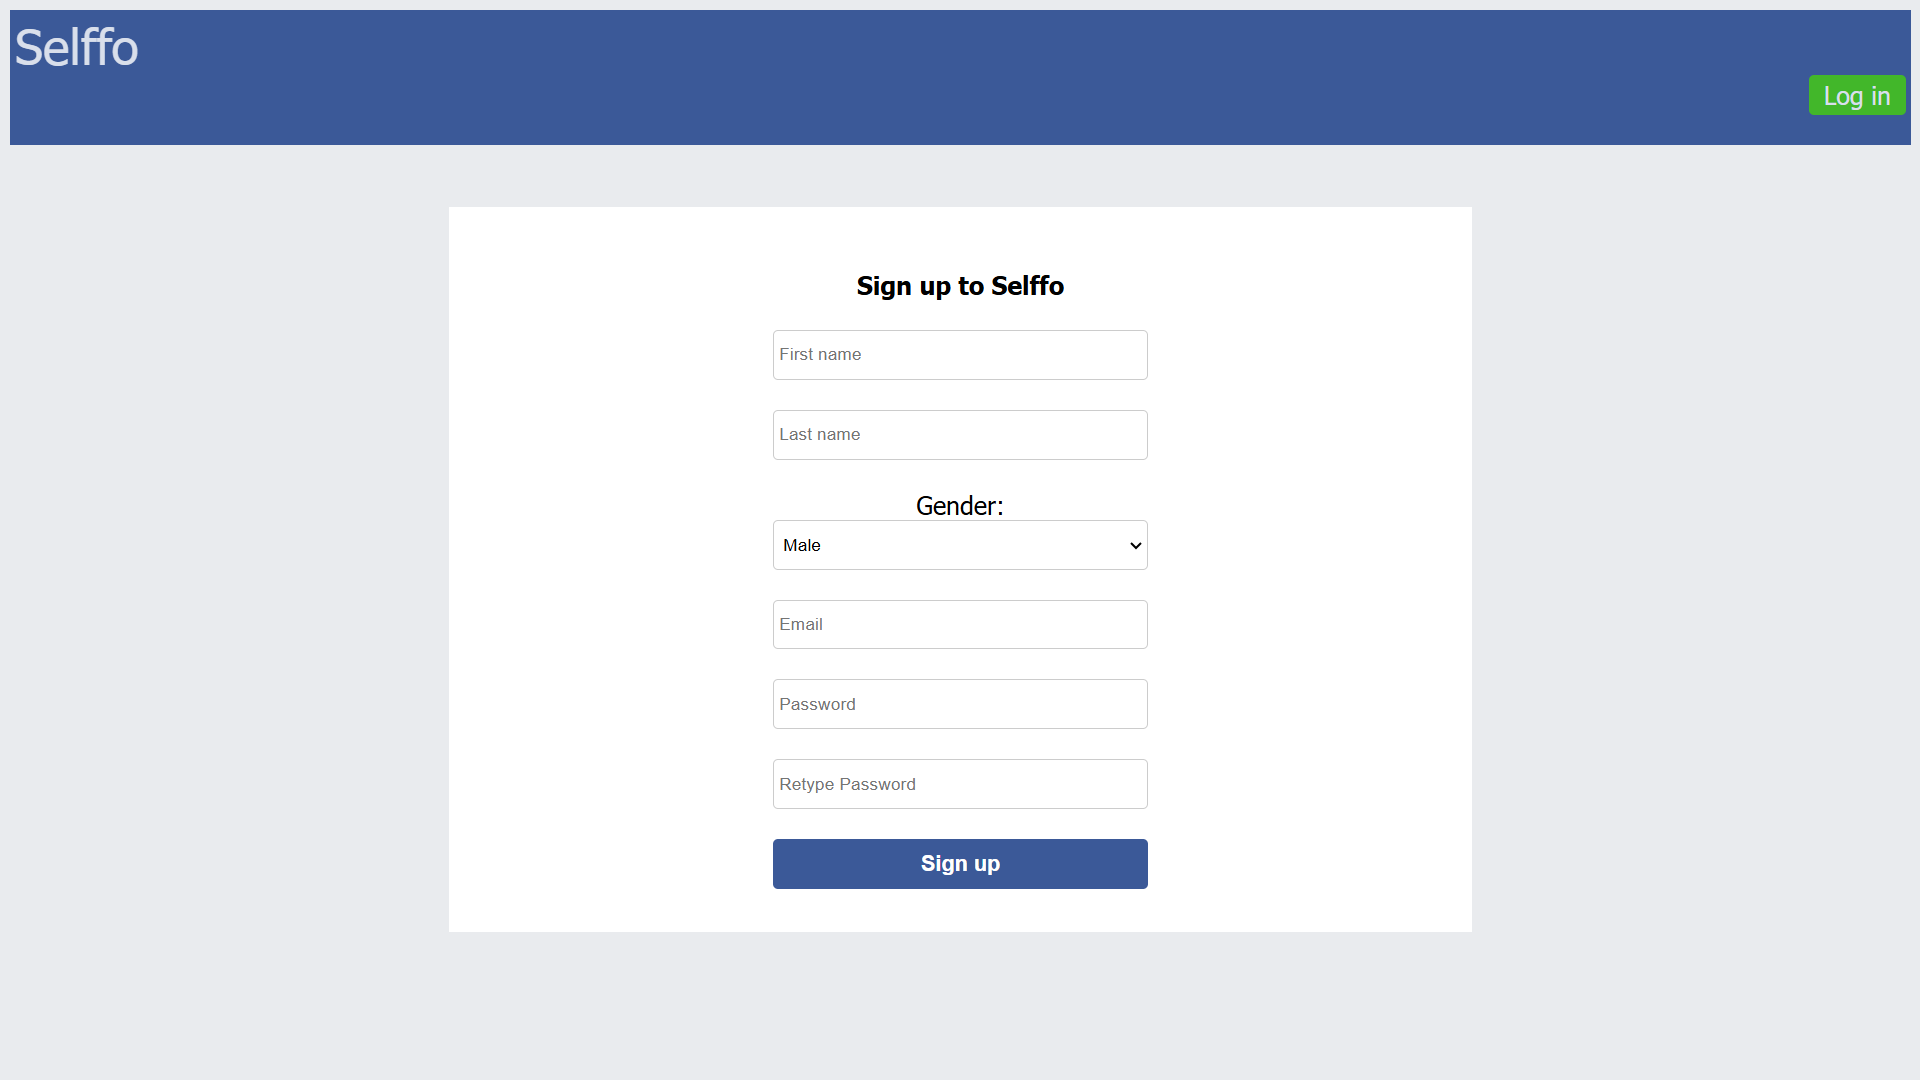 Selffo
Log in
Sign up to Selffo
First name
Last name
Gender:
Male
Email
Password
Retype Password
Sign up